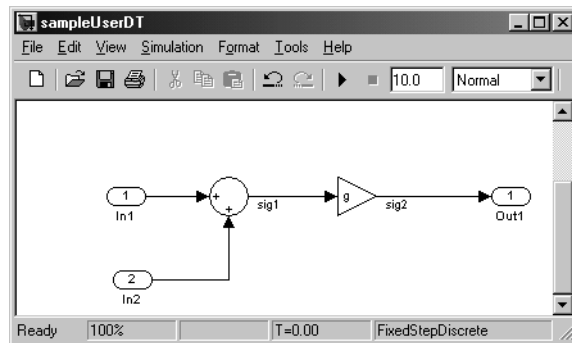 sampleUserDT
File Edit View Simulation Format Tools Help
10.0 Normal
1
In1
+
+
sig1
g
sig2
1
Out1
2
In2
Ready 100% T=0.00 FixedStepDiscrete